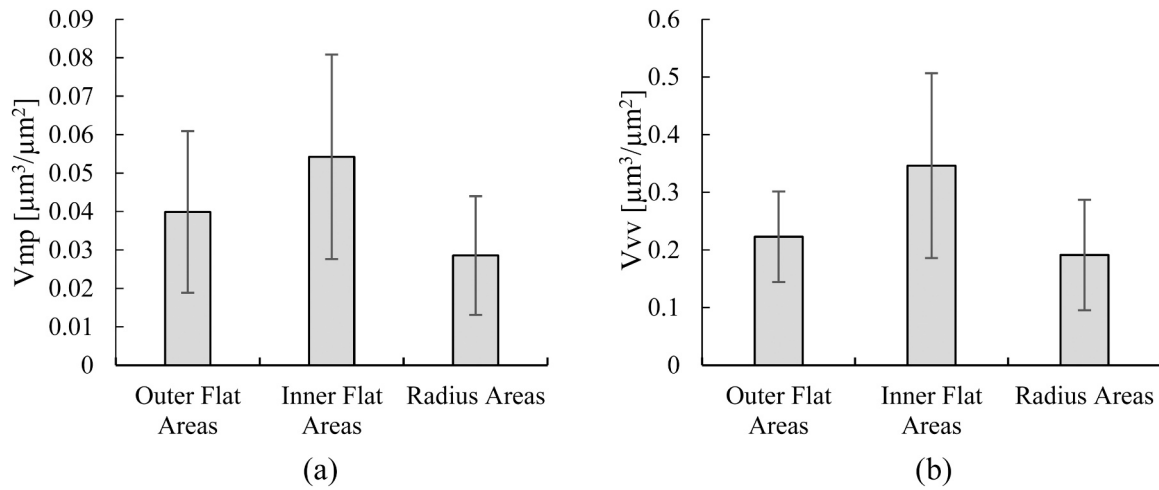 0.09
0.08
0.07
0.06
0.05
0.04
0.03
0.02
0.01
0
Vmp [µm³/µm²]
Outer Flat Areas
Inner Flat Areas
Radius Areas
(a)
0.6
0.5
0.4
0.3
0.2
0.1
0
Vvv [µm³/µm²]
Outer Flat Areas
Inner Flat Areas
Radius Areas
(b)